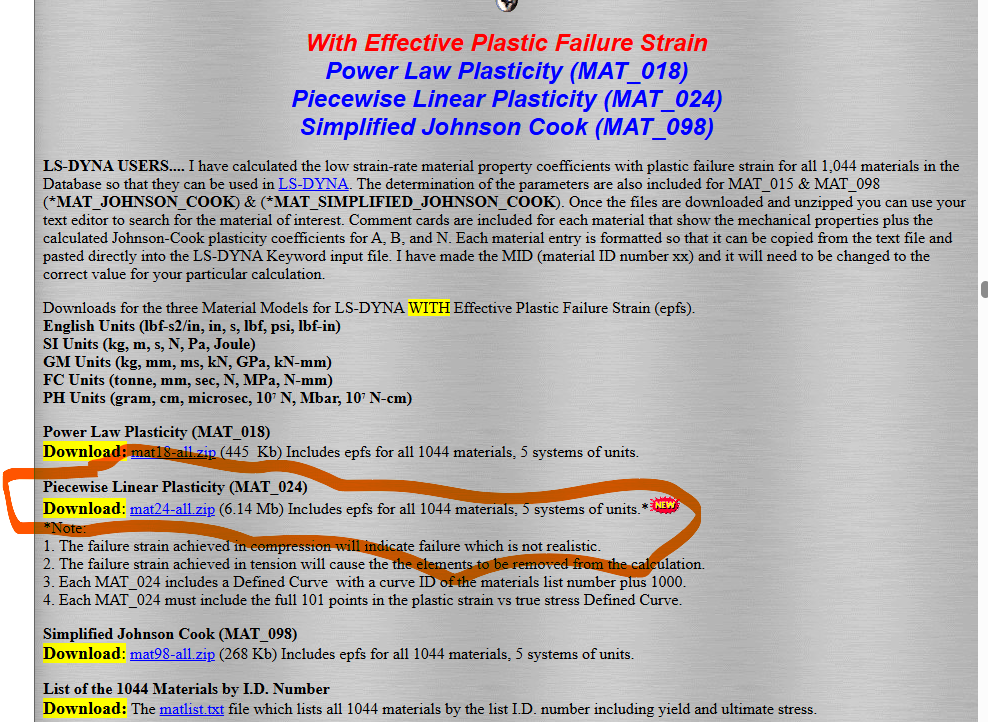 With Effective Plastic Failure Strain
Power Law Plasticity (MAT_018)
Piecewise Linear Plasticity (MAT_024)
Simplified Johnson Cook (MAT_098)
LS-DYNA USERS.... I have calculated the low strain-rate material property coefficients with plastic failure strain for all 1,044 materials in the
Database so that they can be used in LS-DYNA. The determination of the parameters are also included for MAT_015 & MAT_098
(*MAT_JOHNSON_COOK) & (*MAT_SIMPLIFIED_JOHNSON_COOK). Once the files are downloaded and unzipped you can use your
text editor to search for the material of interest. Comment cards are included for each material that show the mechanical properties plus the
calculated Johnson-Cook plasticity coefficients for A, B, and N. Each material entry is formatted so that it can be copied from the text file and
pasted directly into the LS-DYNA Keyword input file. I have made the MID (material ID number xx) and it will need to be changed to the
correct value for your particular calculation.
Downloads for the three Material Models for LS-DYNA WITH Effective Plastic Failure Strain (epfs).
English Units (lbf-s2/in, in, s, lbf, psi, lbf-in)
SI Units (kg, m, s, N, Pa, Joule)
GM Units (kg, mm, ms, kN, GPa, kN-mm)
FC Units (tonne, mm, sec, N, MPa, N-mm)
PH Units (gram, cm, microsec, 10⁷ N, Mbar, 10⁷ N-cm)
Power Law Plasticity (MAT_018)
Download: mat18-all.zip (445 Kb) Includes epfs for all 1044 materials, 5 systems of units.
Piecewise Linear Plasticity (MAT_024)
Download: mat24-all.zip (6.14 Mb) Includes epfs for all 1044 materials, 5 systems of units.* NEW
*Note:
1. The failure strain achieved in compression will indicate failure which is not realistic.
2. The failure strain achieved in tension will cause the the elements to be removed from the calculation.
3. Each MAT_024 includes a Defined Curve with a curve ID of the materials list number plus 1000.
4. Each MAT_024 must include the full 101 points in the plastic strain vs true stress Defined Curve.
Simplified Johnson Cook (MAT_098)
Download: mat98-all.zip (268 Kb) Includes epfs for all 1044 materials, 5 systems of units.
List of the 1044 Materials by I.D. Number
Download: The matlist.txt file which lists all 1044 materials by the list I.D. number including yield and ultimate stress.